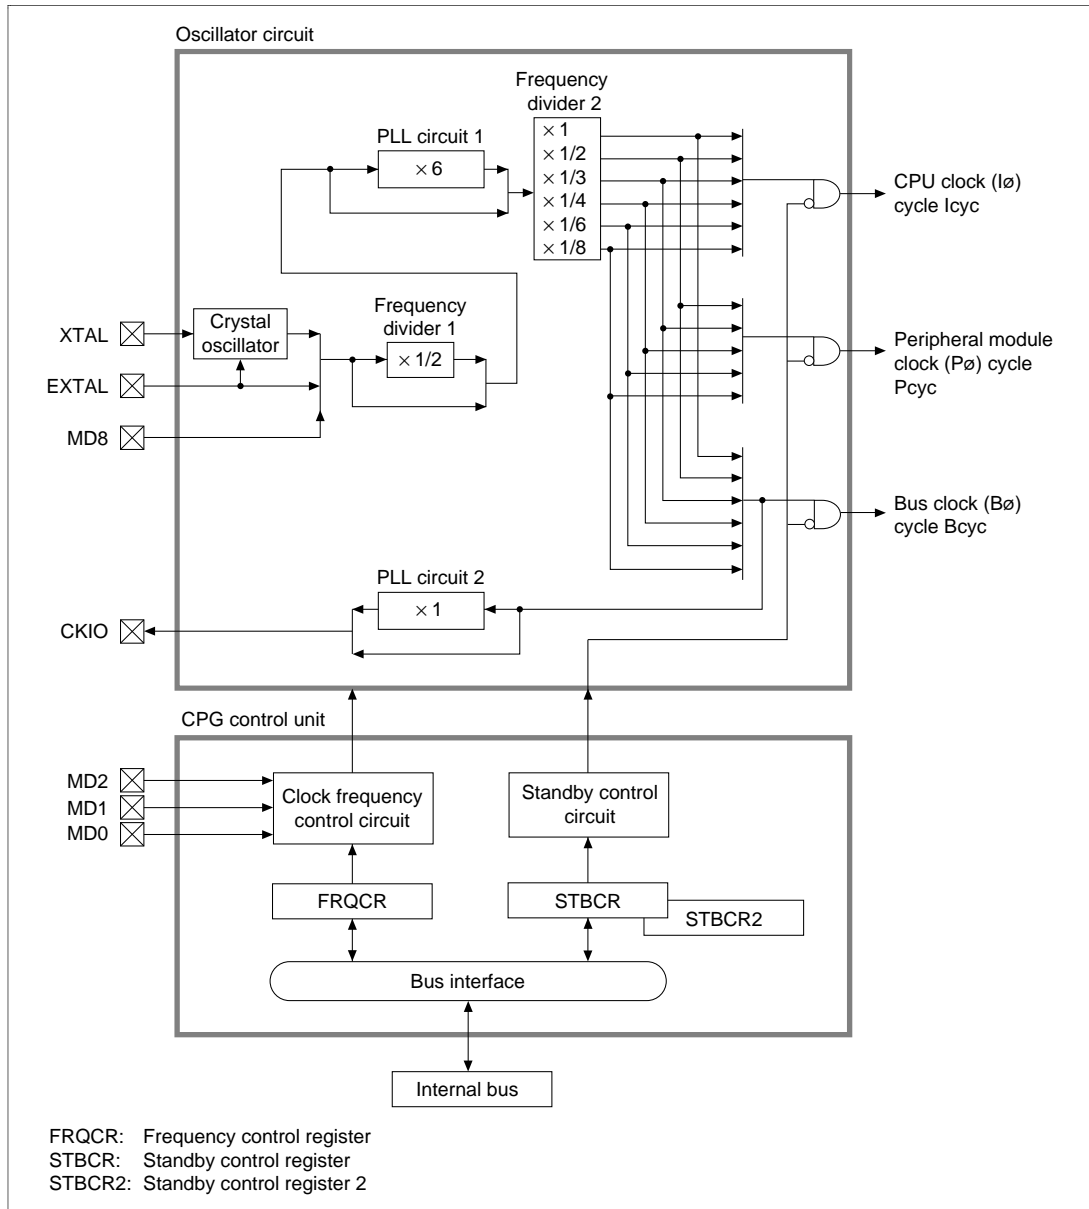 Oscillator circuit
Frequency
divider 2
PLL circuit 1
× 6
× 1
× 1/2
× 1/3
× 1/4
× 1/6
× 1/8
CPU clock (Iø)
cycle Icyc
XTAL
Crystal
oscillator
Frequency
divider 1
× 1/2
EXTAL
MD8
Peripheral module
clock (Pø) cycle
Pcyc
Bus clock (Bø)
cycle Bcyc
PLL circuit 2
× 1
CKIO
CPG control unit
MD2
MD1
MD0
Clock frequency
control circuit
Standby control
circuit
FRQCR
STBCR
STBCR2
Bus interface
Internal bus
FRQCR: Frequency control register
STBCR: Standby control register
STBCR2: Standby control register 2